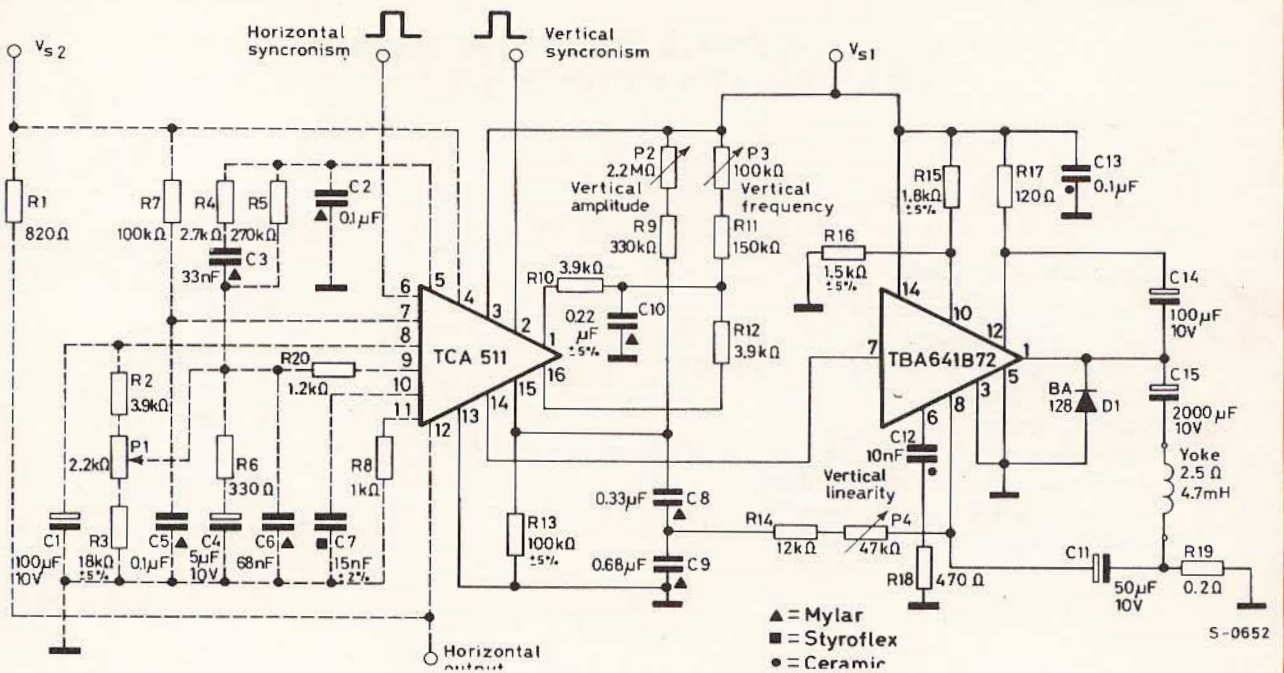 Horizontal
syncronism
Vertical
syncronism
VS2
VS1
R1
820Ω
R7
100kΩ
R4
2.7kΩ
R5
270kΩ
C2
0.1µF
C3
33nF
P2
2.2MΩ
Vertical
amplitude
R9
330kΩ
P3
100kΩ
Vertical
frequency
R11
150kΩ
R15
1.8kΩ
±5%
R17
120Ω
C13
0.1µF
R16
1.5kΩ
±5%
R10
3.9kΩ
C10
0.22
µF
±5%
R12
3.9kΩ
C14
100µF
10V
C15
2000µF
10V
BA
128
D1
Yoke
2.5Ω
4.7mH
6
5
4
7
8
9
10
11
12
13
14
15
16
1
2
3
TCA 511
7
14
10
12
1
5
3
8
6
TBA641B72
R2
3.9kΩ
P1
2.2kΩ
R20
1.2kΩ
R6
330Ω
R8
1kΩ
C12
10nF
Vertical
linearity
R14
12kΩ
P4
47kΩ
C8
0.33µF
C9
0.68µF
R13
100kΩ
±5%
C1
100µF
10V
R3
18kΩ
±5%
C5
0.1µF
C4
5µF
10V
C6
68nF
C7
15nF
±2%
R18
470Ω
C11
50µF
10V
R19
0.2Ω
▲ = Mylar
■ = Styroflex
• = Ceramic
S-0652
Horizontal
output